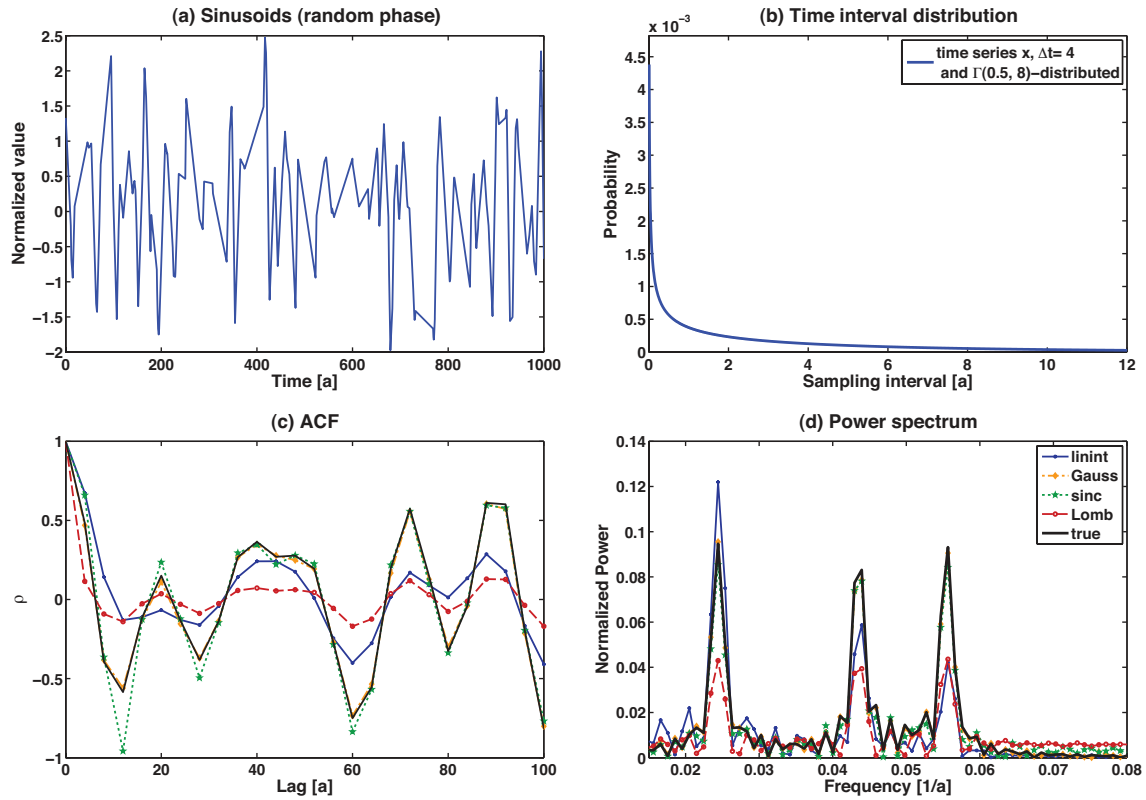 (a) Sinusoids (random phase)
2.5
2
1.5
1
0.5
0
−0.5
−1
−1.5
−2
Normalized value
0
200
400
600
800
1000
Time [a]
(b) Time interval distribution
x 10⁻³
4.5
4
3.5
3
2.5
2
1.5
1
0.5
0
Probability
time series x, Δt= 4
and Γ(0.5, 8)−distributed
0
2
4
6
8
10
12
Sampling interval [a]
(c) ACF
1
0.5
0
−0.5
−1
ρ
0
20
40
60
80
100
Lag [a]
(d) Power spectrum
0.14
0.12
0.10
0.08
0.06
0.04
0.02
0
Normalized Power
linint
Gauss
sinc
Lomb
true
0.02
0.03
0.04
0.05
0.06
0.07
0.08
Frequency [1/a]